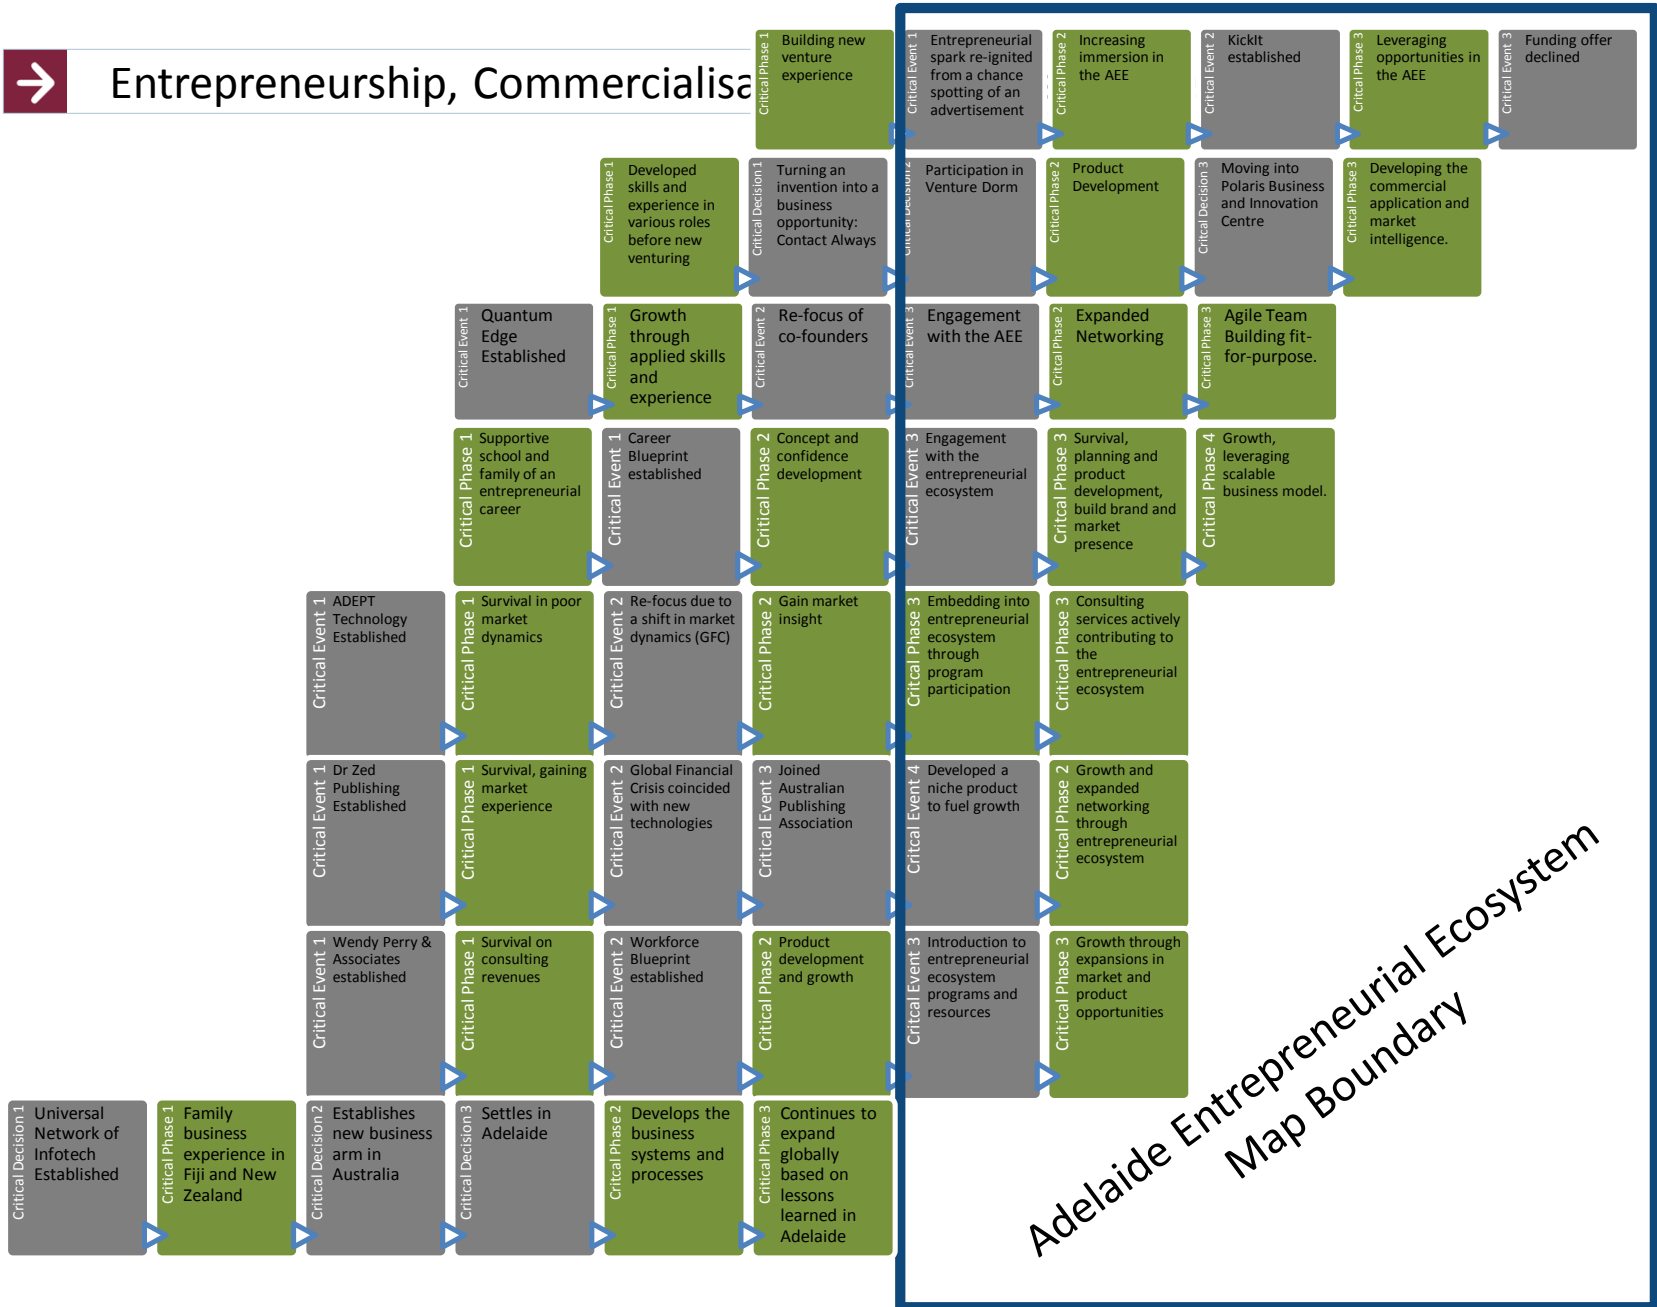 Entrepreneurship, Commercialisa
Critical Phase 1
Building new
venture
experience
Critical Event 1
Entrepreneurial
spark re-ignited
from a chance
spotting of an
advertisement
Critical Phase 2
Increasing
immersion in
the AEE
Critical Event 2
KickIt
established
Critcal Phase 3
Leveraging
opportunities in
the AEE
Critical Event 3
Funding offer
declined
Critical Phase 1
Developed
skills and
experience in
various roles
before new
venturing
Critical Decision 1
Turning an
invention into a
business
opportunity:
Contact Always
Critcal Decision 2
Participation in
Venture Dorm
Critical Phase 2
Product
Development
Critcal Decision 3
Moving into
Polaris Business
and Innovation
Centre
Critical Phase 3
Developing the
commercial
application and
market
intelligence.
Critical Event 1
Quantum
Edge
Established
Critical Phase 1
Growth
through
applied skills
and
experience
Critical Event 2
Re-focus of
co-founders
Critcal Event 3
Engagement
with the AEE
Critcal Phase 2
Expanded
Networking
Critical Phase 3
Agile Team
Building fit-
for-purpose.
Critical Phase 1
Supportive
school and
family of an
entrepreneurial
career
Critical Event 1
Career
Blueprint
established
Critical Phase 2
Concept and
confidence
development
Critcal Event 3
Engagement
with the
entrepreneurial
ecosystem
Critcal Phase 3
Survival,
planning and
product
development,
build brand and
market
presence
Critical Phase 4
Growth,
leveraging
scalable
business model.
Critical Event 1
ADEPT
Technology
Established
Critical Phase 1
Survival in poor
market
dynamics
Critical Event 2
Re-focus due to
a shift in market
dynamics (GFC)
Critical Phase 2
Gain market
insight
Critcal Phase 3
Embedding into
entrepreneurial
ecosystem
through
program
participation
Critical Phase 3
Consulting
services actively
contributing to
the
entrepreneurial
ecosystem
Critical Event 1
Dr Zed
Publishing
Established
Critical Phase 1
Survival, gaining
market
experience
Critical Event 2
Global Financial
Crisis coincided
with new
technologies
Critical Event 3
Joined
Australian
Publishing
Association
Critcal Event 4
Developed a
niche product
to fuel growth
Critical Phase 2
Growth and
expanded
networking
through
entrepreneurial
ecosystem
Critical Event 1
Wendy Perry &
Associates
established
Critical Phase 1
Survival on
consulting
revenues
Critical Event 2
Workforce
Blueprint
established
Critical Phase 2
Product
development
and growth
Critcal Event 3
Introduction to
entrepreneurial
ecosystem
programs and
resources
Critical Phase 3
Growth through
expansions in
market and
product
opportunities
Critical Decision 1
Universal
Network of
Infotech
Established
Critical Phase 1
Family
business
experience in
Fiji and New
Zealand
Critical Decision 2
Establishes
new business
arm in
Australia
Critical Decision 3
Settles in
Adelaide
Critcal Phase 2
Develops the
business
systems and
processes
Critical Phase 3
Continues to
expand
globally
based on
lessons
learned in
Adelaide
Adelaide Entrepreneurial Ecosystem
Map Boundary